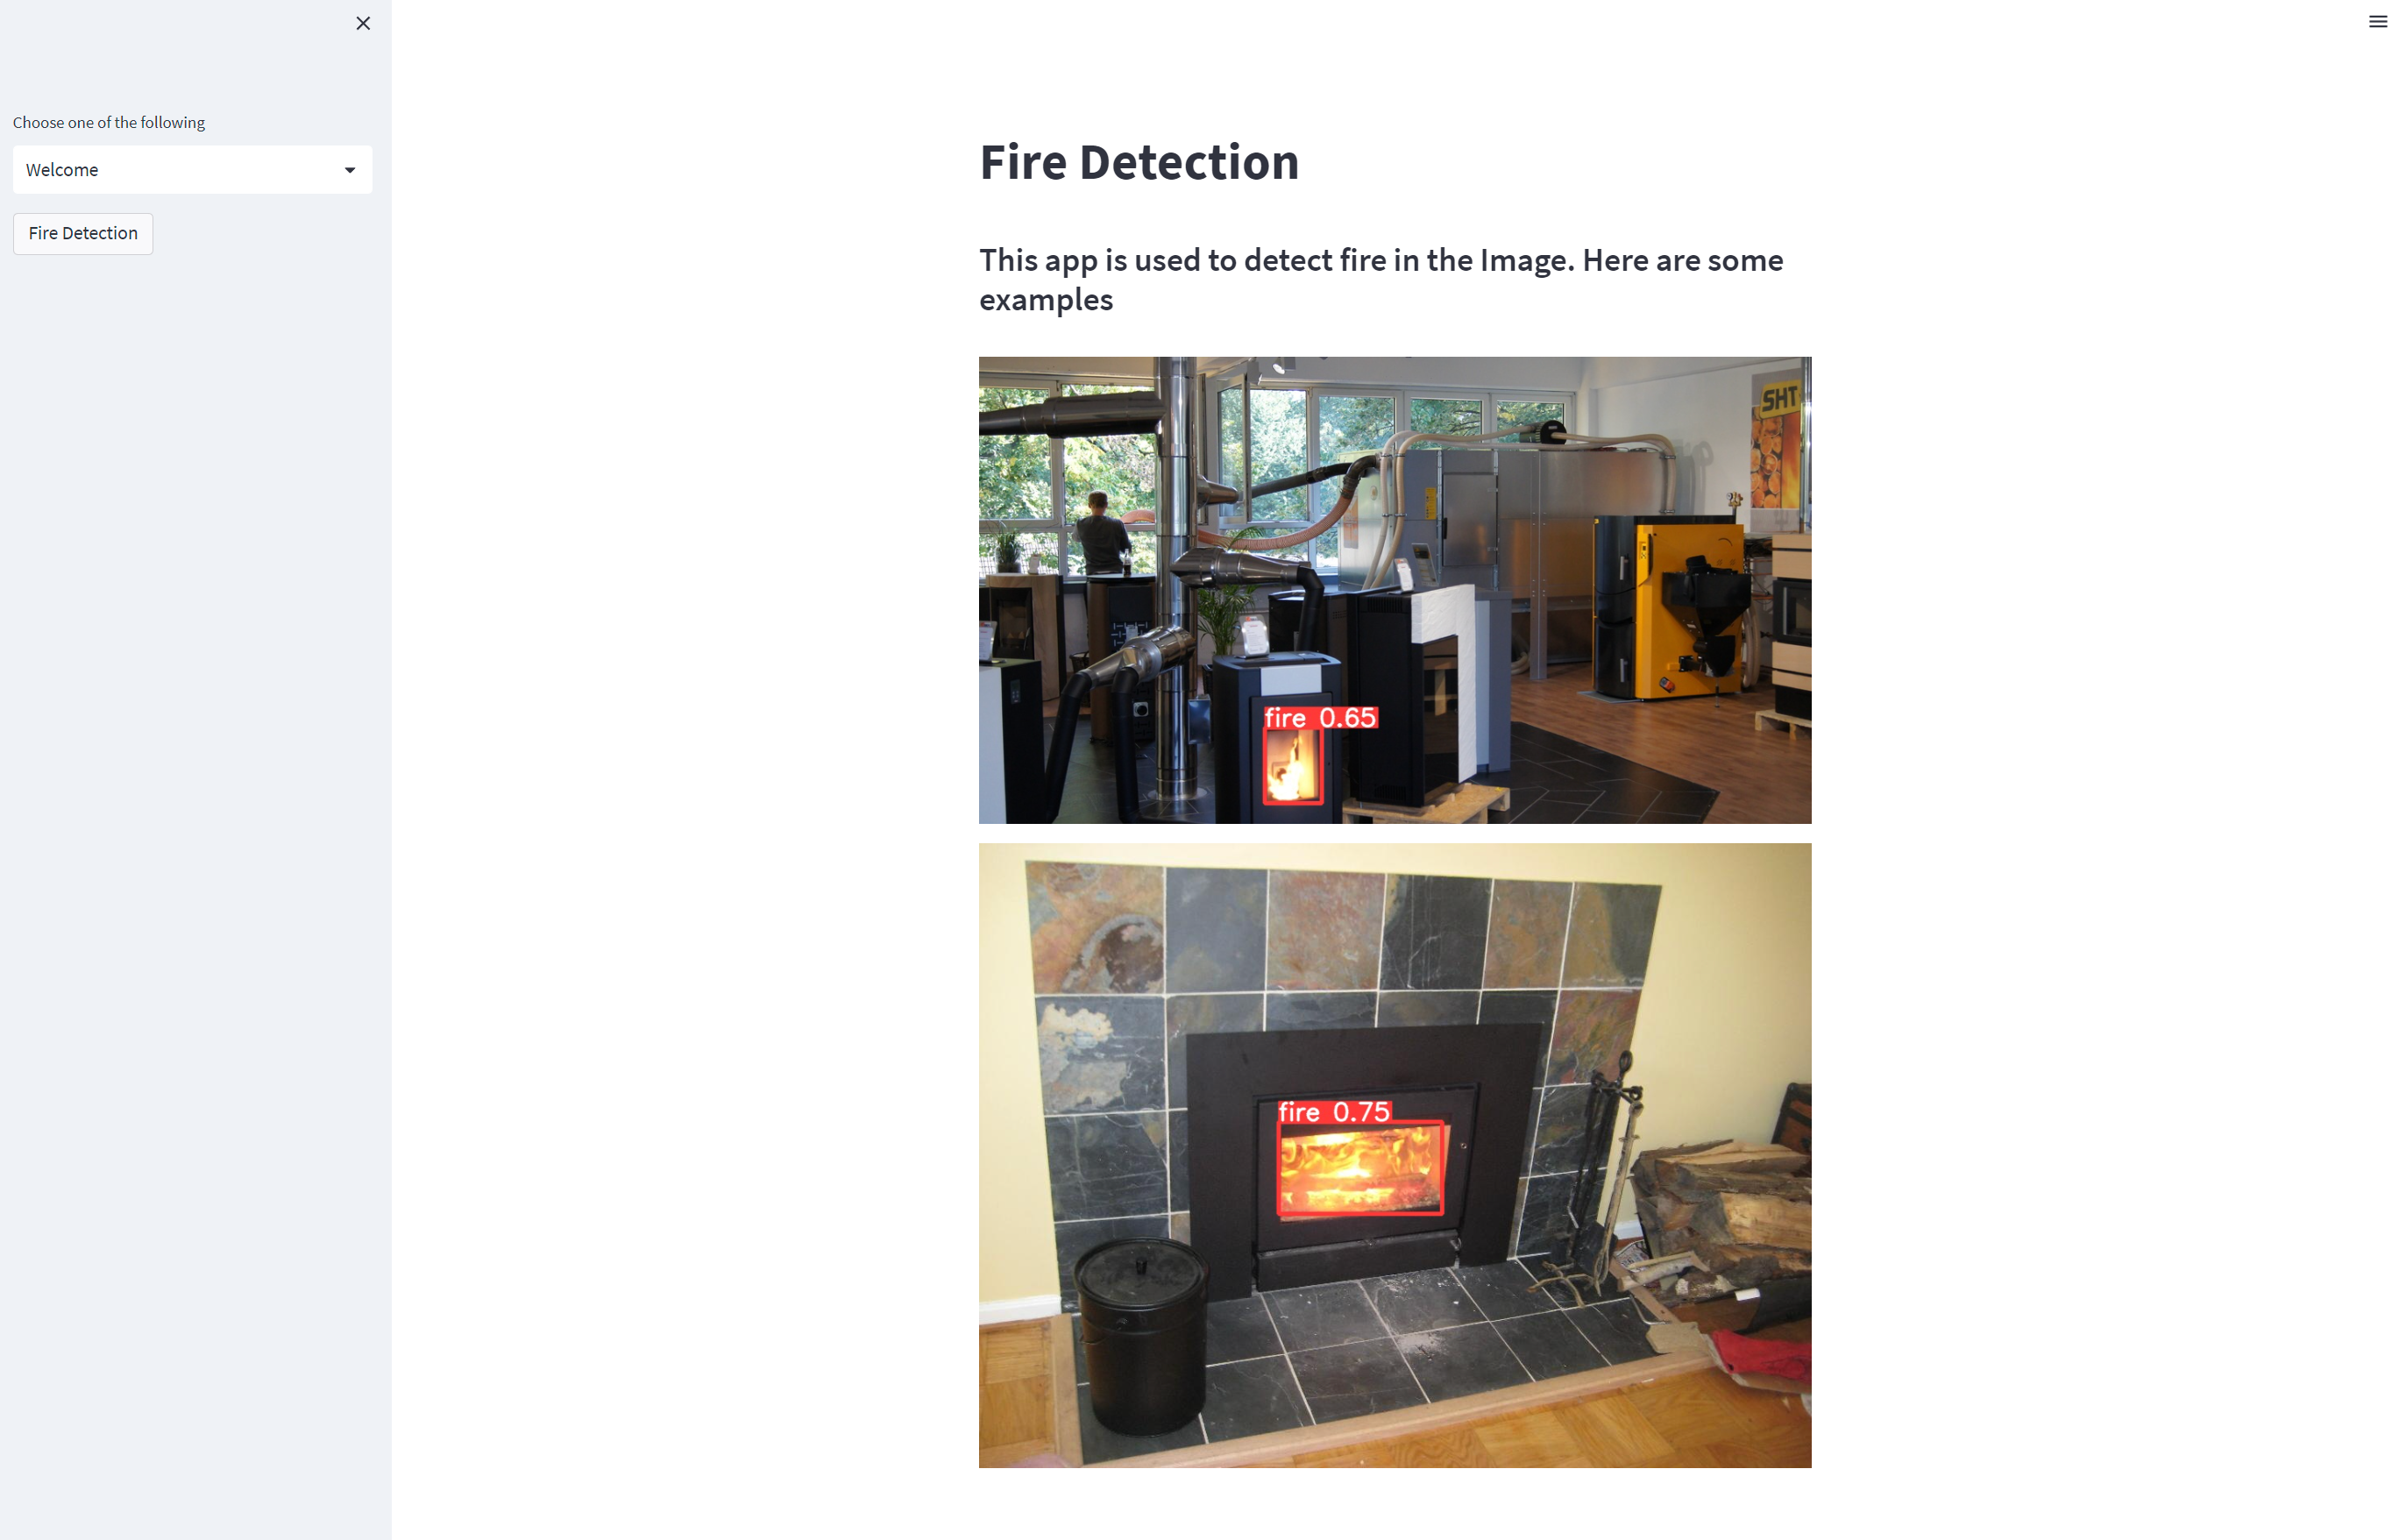 Choose one of the following
Welcome
Fire Detection
Fire Detection
This app is used to detect fire in the Image. Here are some
examples
SHT
fire 0.65
fire 0.75